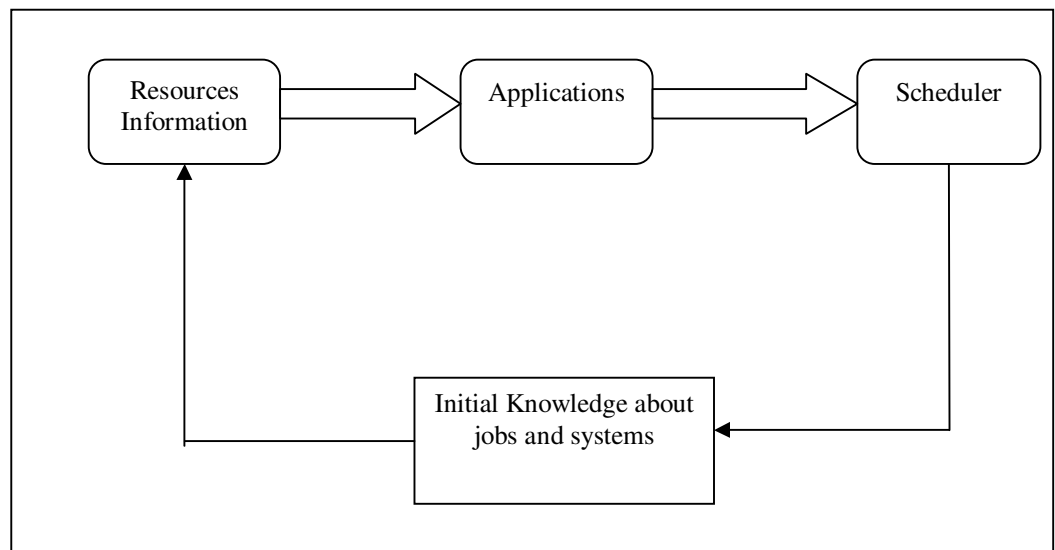 Resources
Information
Applications
Scheduler
Initial Knowledge about
jobs and systems